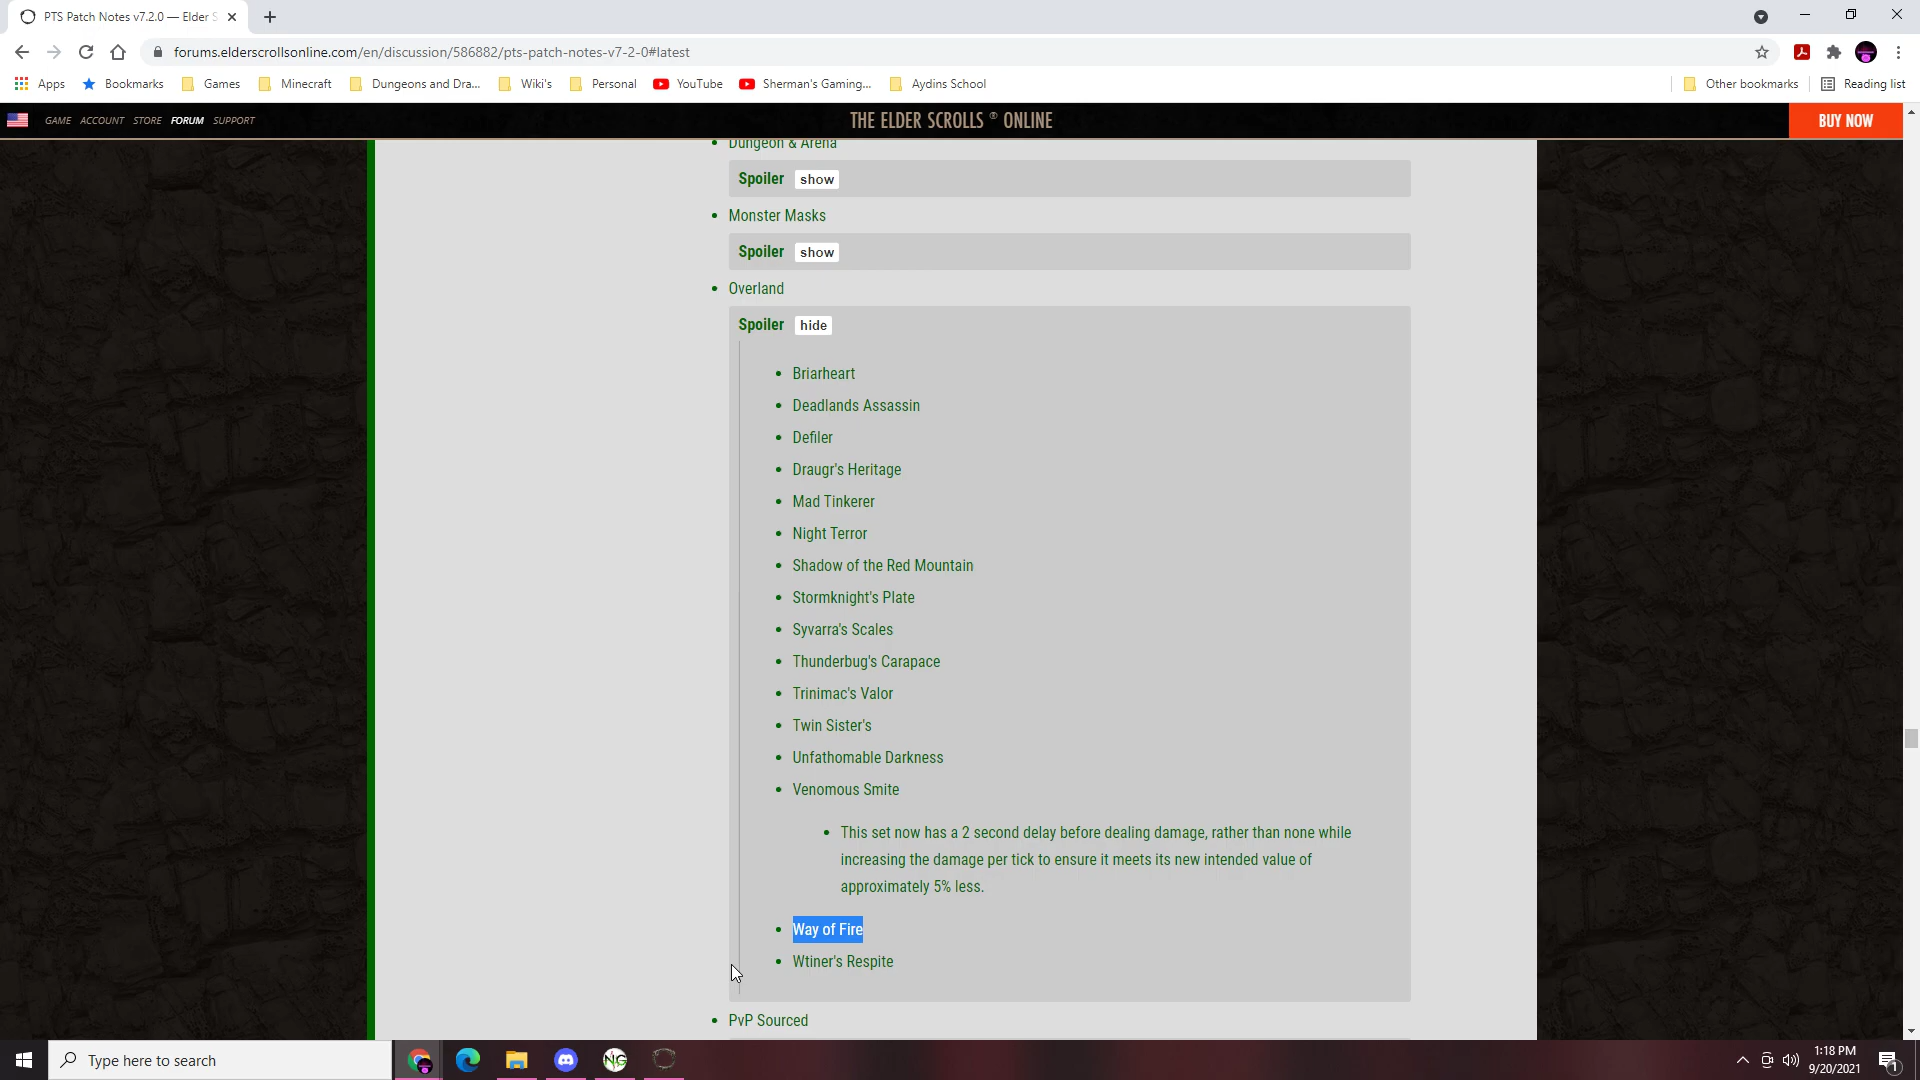 PTS Patch Notes v7.2.0 — Elder S
forums.elderscrollsonline.com/en/discussion/586882/pts-patch-notes-v7-2-0#latest
Apps Bookmarks Games Minecraft Dungeons and Dra... Wiki's Personal YouTube Sherman's Gaming... Aydins School Other bookmarks Reading list
GAME ACCOUNT STORE FORUM SUPPORT THE ELDER SCROLLS ® ONLINE BUY NOW
Dungeon & Arena
Spoiler show
Monster Masks
Spoiler show
Overland
Spoiler hide
Briarheart
Deadlands Assassin
Defiler
Draugr's Heritage
Mad Tinkerer
Night Terror
Shadow of the Red Mountain
Stormknight's Plate
Syvarra's Scales
Thunderbug's Carapace
Trinimac's Valor
Twin Sister's
Unfathomable Darkness
Venomous Smite
This set now has a 2 second delay before dealing damage, rather than none while
increasing the damage per tick to ensure it meets its new intended value of
approximately 5% less.
Way of Fire
Wtiner's Respite
PvP Sourced
Type here to search NG 1:18 PM
9/20/2021 1